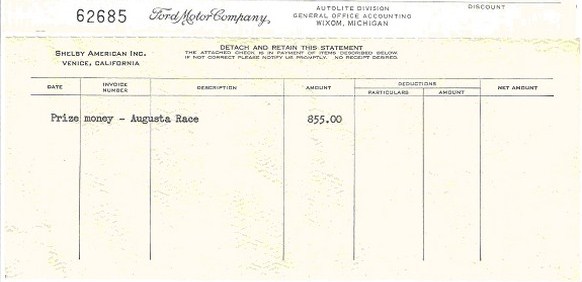 62685 Ford Motor Company, AUTOLITE DIVISION DISCOUNT
GENERAL OFFICE ACCOUNTING
WIXOM, MICHIGAN
SHELBY AMERICAN INC.
VENICE, CALIFORNIA
DETACH AND RETAIN THIS STATEMENT
THE ATTACHED CHECK IS IN PAYMENT OF ITEMS DESCRIBED BELOW.
IF NOT CORRECT PLEASE NOTIFY US PROMPTLY. NO RECEIPT DESIRED.
DATE INVOICE NUMBER DESCRIPTION AMOUNT DEDUCTIONS PARTICULARS AMOUNT NET AMOUNT
Prize money - Augusta Race 855.00